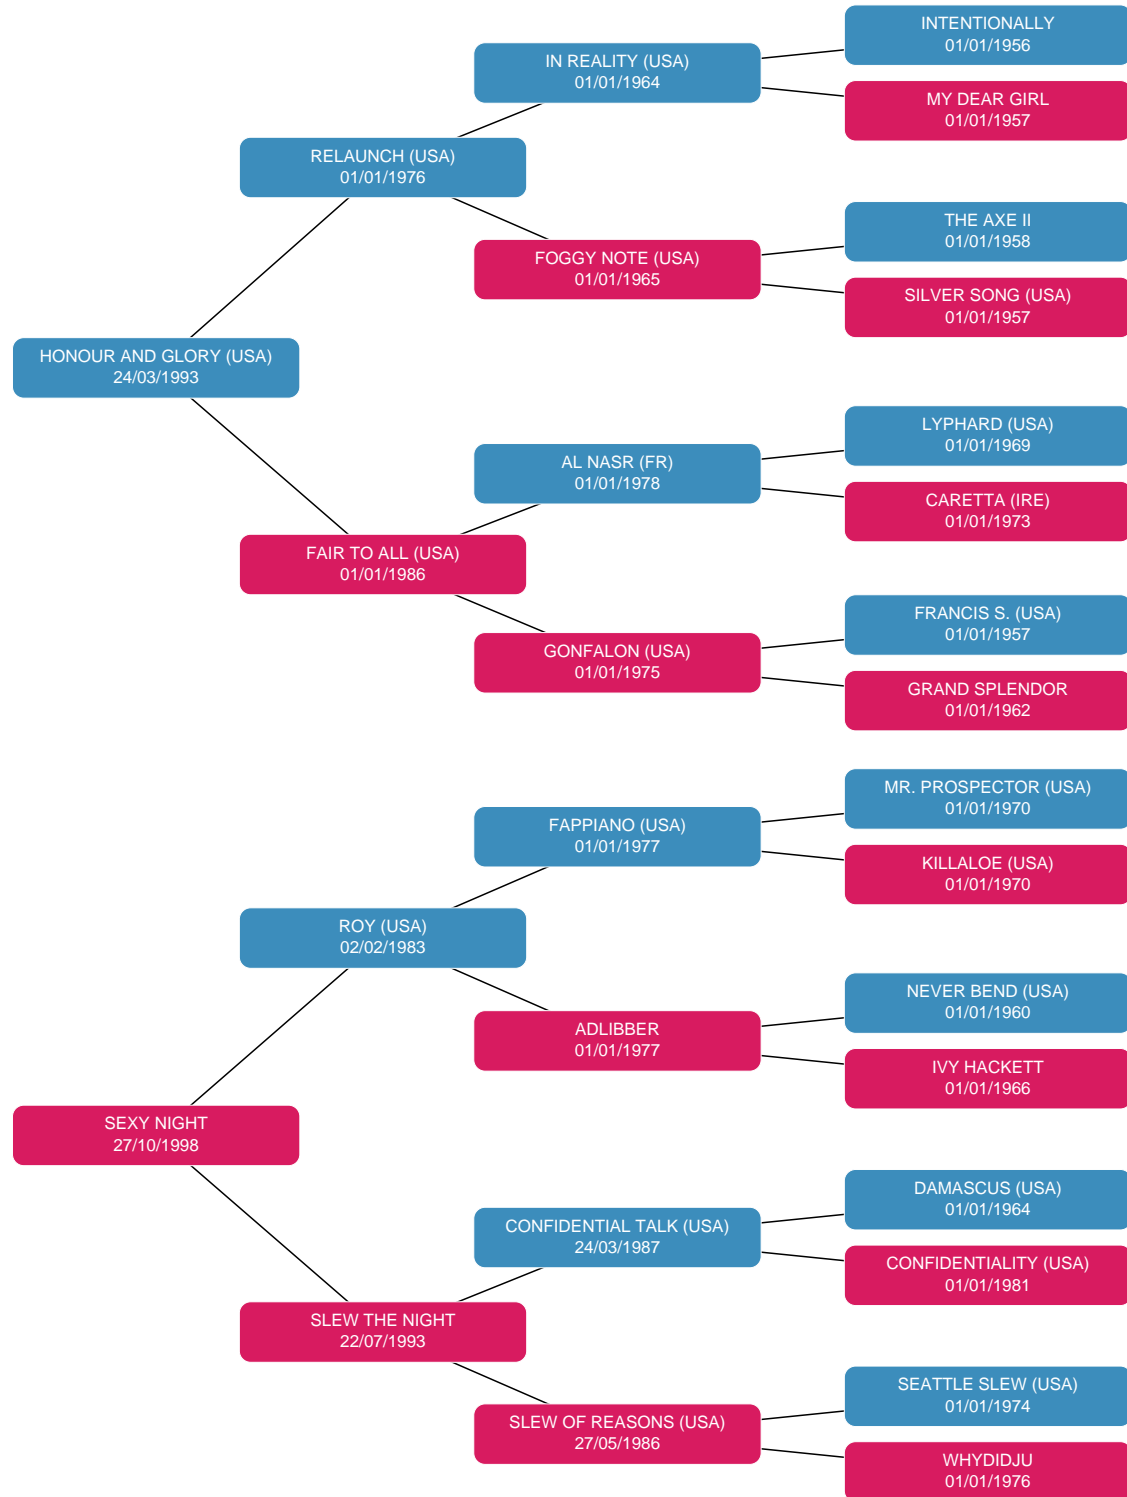 INTENTIONALLY
01/01/1956
IN REALITY (USA)
01/01/1964
MY DEAR GIRL
01/01/1957
RELAUNCH (USA)
01/01/1976
THE AXE II
01/01/1958
FOGGY NOTE (USA)
01/01/1965
SILVER SONG (USA)
01/01/1957
HONOUR AND GLORY (USA)
24/03/1993
LYPHARD (USA)
01/01/1969
AL NASR (FR)
01/01/1978
CARETTA (IRE)
01/01/1973
FAIR TO ALL (USA)
01/01/1986
FRANCIS S. (USA)
01/01/1957
GONFALON (USA)
01/01/1975
GRAND SPLENDOR
01/01/1962
MR. PROSPECTOR (USA)
01/01/1970
FAPPIANO (USA)
01/01/1977
KILLALOE (USA)
01/01/1970
ROY (USA)
02/02/1983
NEVER BEND (USA)
01/01/1960
ADLIBBER
01/01/1977
IVY HACKETT
01/01/1966
SEXY NIGHT
27/10/1998
DAMASCUS (USA)
01/01/1964
CONFIDENTIAL TALK (USA)
24/03/1987
CONFIDENTIALITY (USA)
01/01/1981
SLEW THE NIGHT
22/07/1993
SEATTLE SLEW (USA)
01/01/1974
SLEW OF REASONS (USA)
27/05/1986
WHYDIDJU
01/01/1976